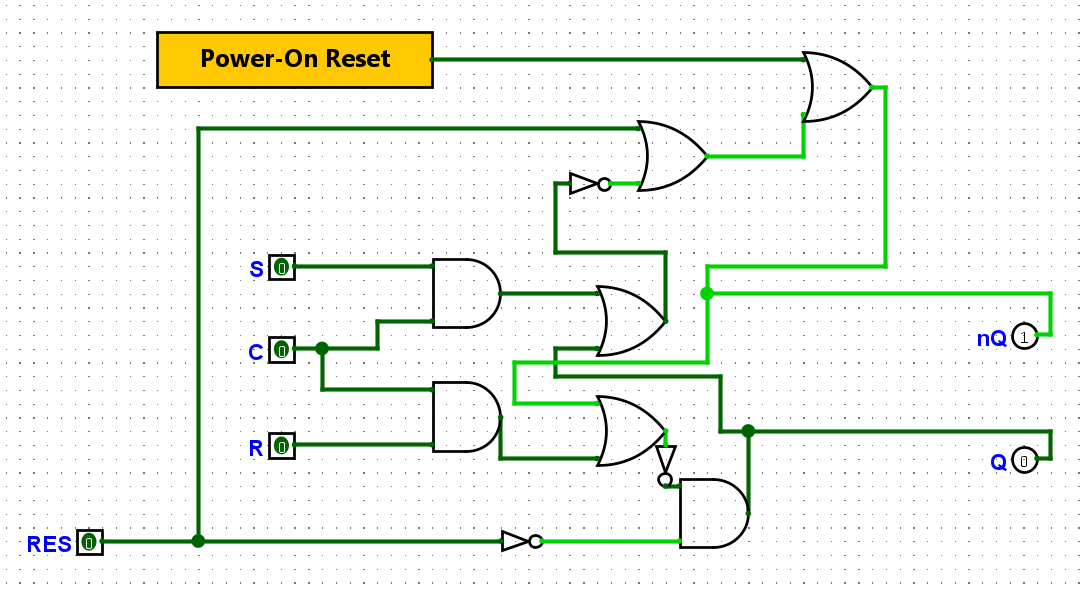 Power-On Reset
S 0
C 0
nQ 1
R 0
Q 0
RES 0